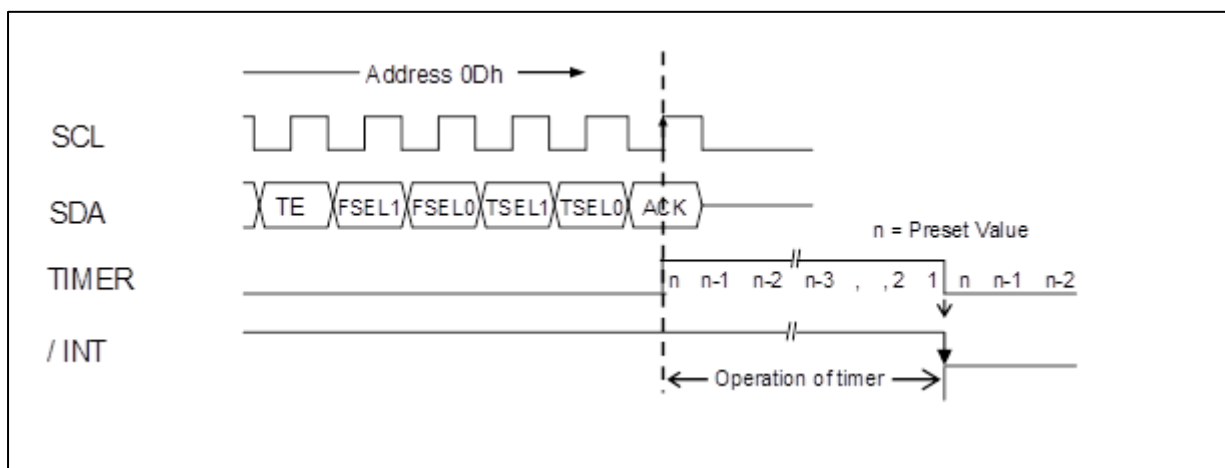 Address 0Dh
SCL
SDA TE FSEL1 FSEL0 TSEL1 TSEL0 ACK
n = Preset Value
TIMER n n-1 n-2 n-3 , ,2 1 n n-1 n-2
/ INT
Operation of timer